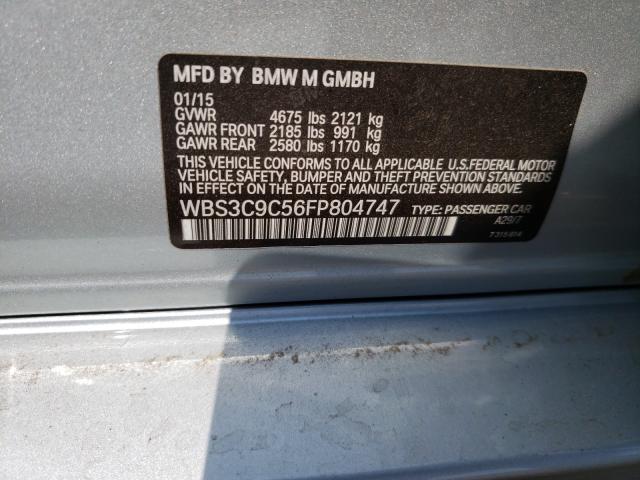 MFD BY BMW M GMBH
01/15
GVWR 4675 lbs 2121 kg
GAWR FRONT 2185 lbs 991 kg
GAWR REAR 2580 lbs 1170 kg
THIS VEHICLE CONFORMS TO ALL APPLICABLE U.S.FEDERAL MOTOR
VEHICLE SAFETY, BUMPER AND THEFT PREVENTION STANDARDS
IN EFFECT ON THE DATE OF MANUFACTURE SHOWN ABOVE.
WBS3C9C56FP804747 TYPE: PASSENGER CAR
A29/7